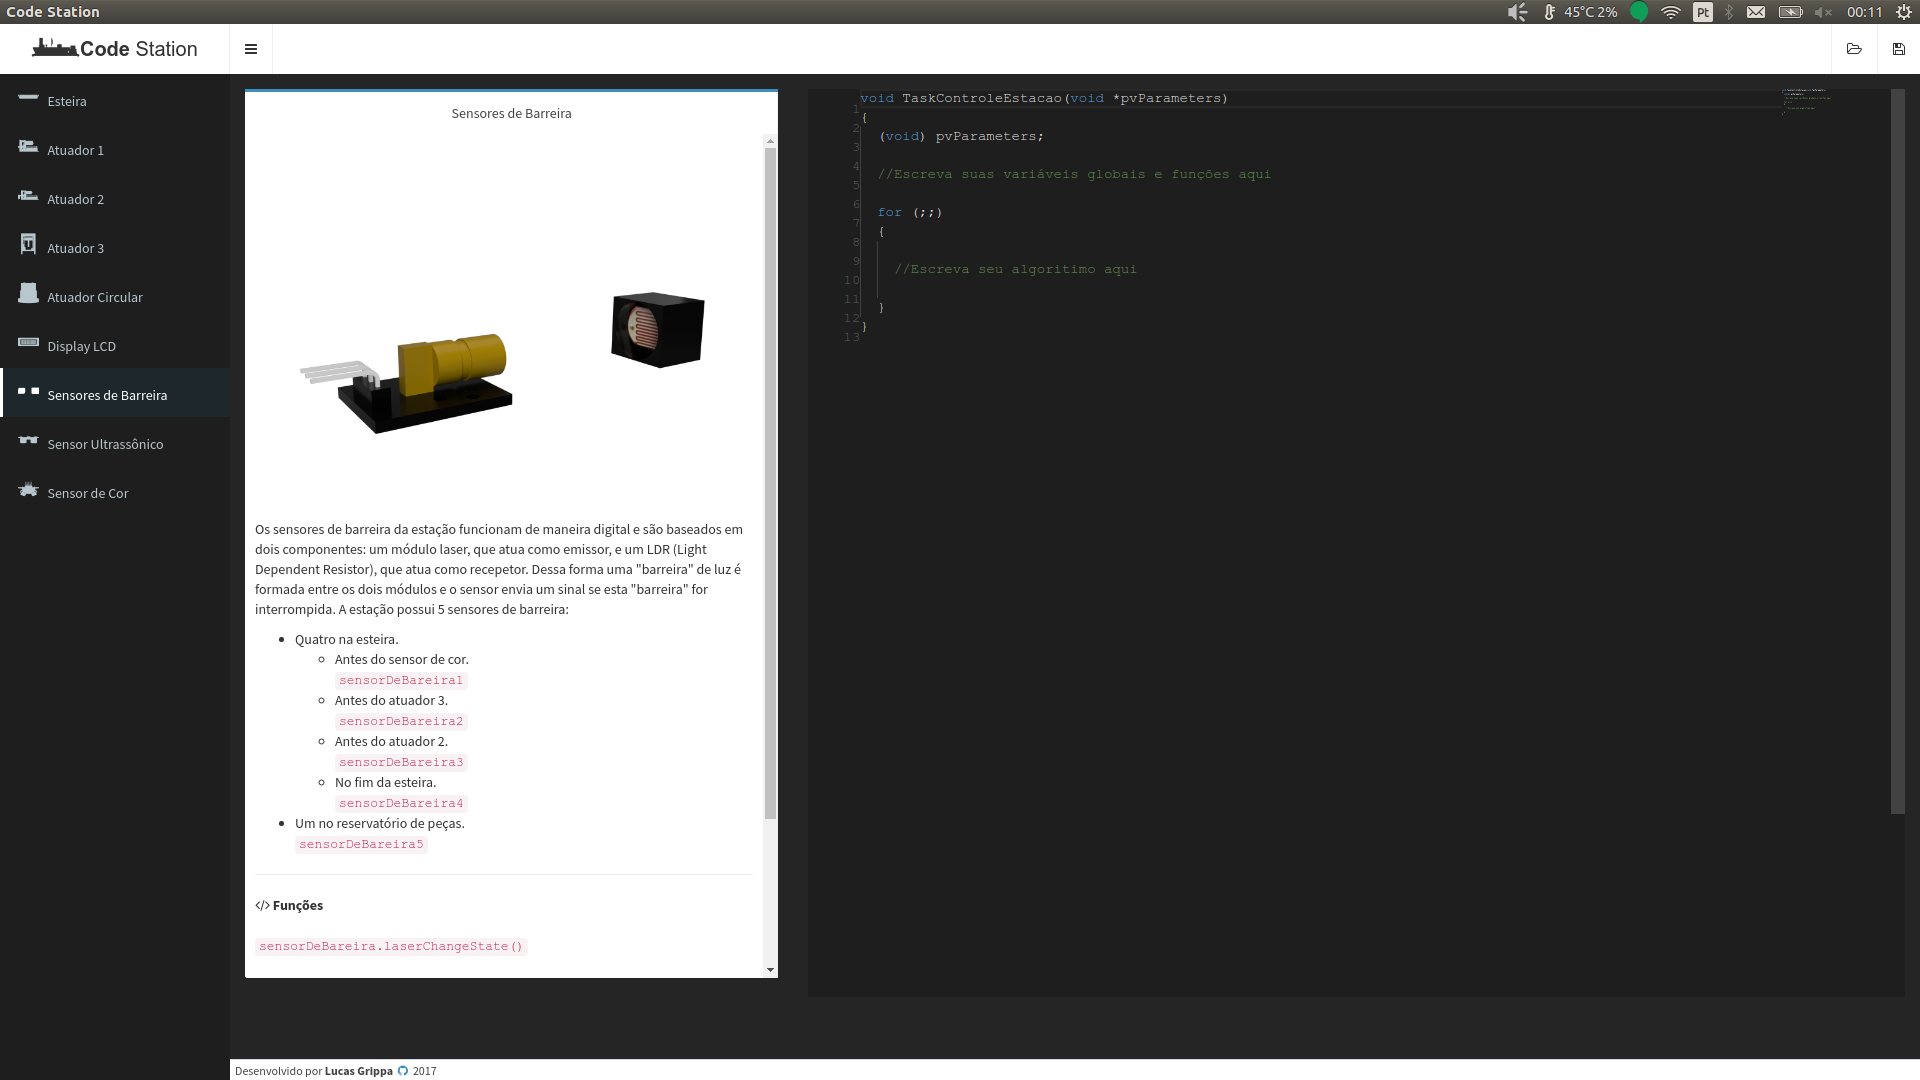 Code Station
45°C 2%
Pt
00:11
Code Station
Esteira
Atuador 1
Atuador 2
Atuador 3
Atuador Circular
Display LCD
Sensores de Barreira
Sensor Ultrassônico
Sensor de Cor
Sensores de Barreira
Os sensores de barreira da estação funcionam de maneira digital e são baseados em
dois componentes: um módulo laser, que atua como emissor, e um LDR (Light
Dependent Resistor), que atua como recepetor. Dessa forma uma "barreira" de luz é
formada entre os dois módulos e o sensor envia um sinal se esta "barreira" for
interrompida. A estação possui 5 sensores de barreira:
Quatro na esteira.
Antes do sensor de cor.
sensorDeBareira1
Antes do atuador 3.
sensorDeBareira2
Antes do atuador 2.
sensorDeBareira3
No fim da esteira.
sensorDeBareira4
Um no reservatório de peças.
sensorDeBareira5
</> Funções
sensorDeBareira.laserChangeState()
void TaskControleEstacao(void *pvParameters)
1
{
2
(void) pvParameters;
3
4
//Escreva suas variáveis globais e funções aqui
5
6
for (;;)
7
{
8
9
//Escreva seu algoritimo aqui
10
11
}
12
}
13
Desenvolvido por Lucas Grippa 2017